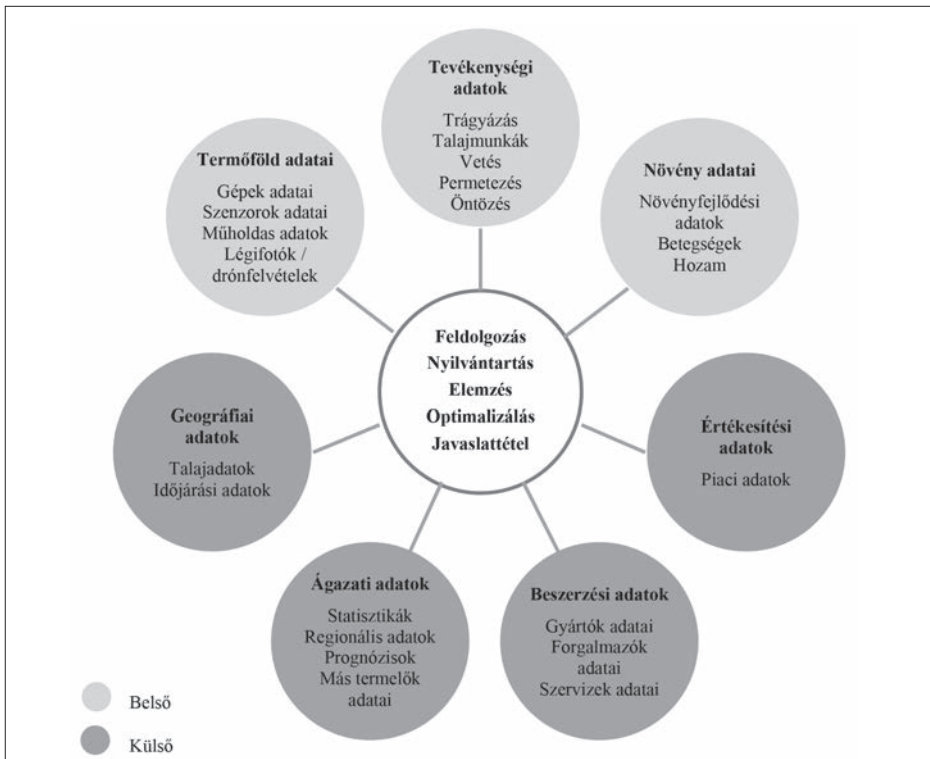 Tevékenységi
adatok
Trágyázás
Talajmunkák
Vetés
Permetezés
Öntözés
Termőföld adatai
Gépek adatai
Szenzorok adatai
Műholdas adatok
Légifotók /
drónfelvételek
Növény adatai
Növényfejlődési
adatok
Betegségek
Hozam
Feldolgozás
Nyilvántartás
Elemzés
Optimalizálás
Javaslattétel
Geográfiai
adatok
Talajadatok
Időjárási adatok
Értékesítési
adatok
Piaci adatok
Ágazati adatok
Statisztikák
Regionális adatok
Prognózisok
Más termelők
adatai
Beszerzési adatok
Gyártók adatai
Forgalmazók
adatai
Szervizek adatai
Belső
Külső